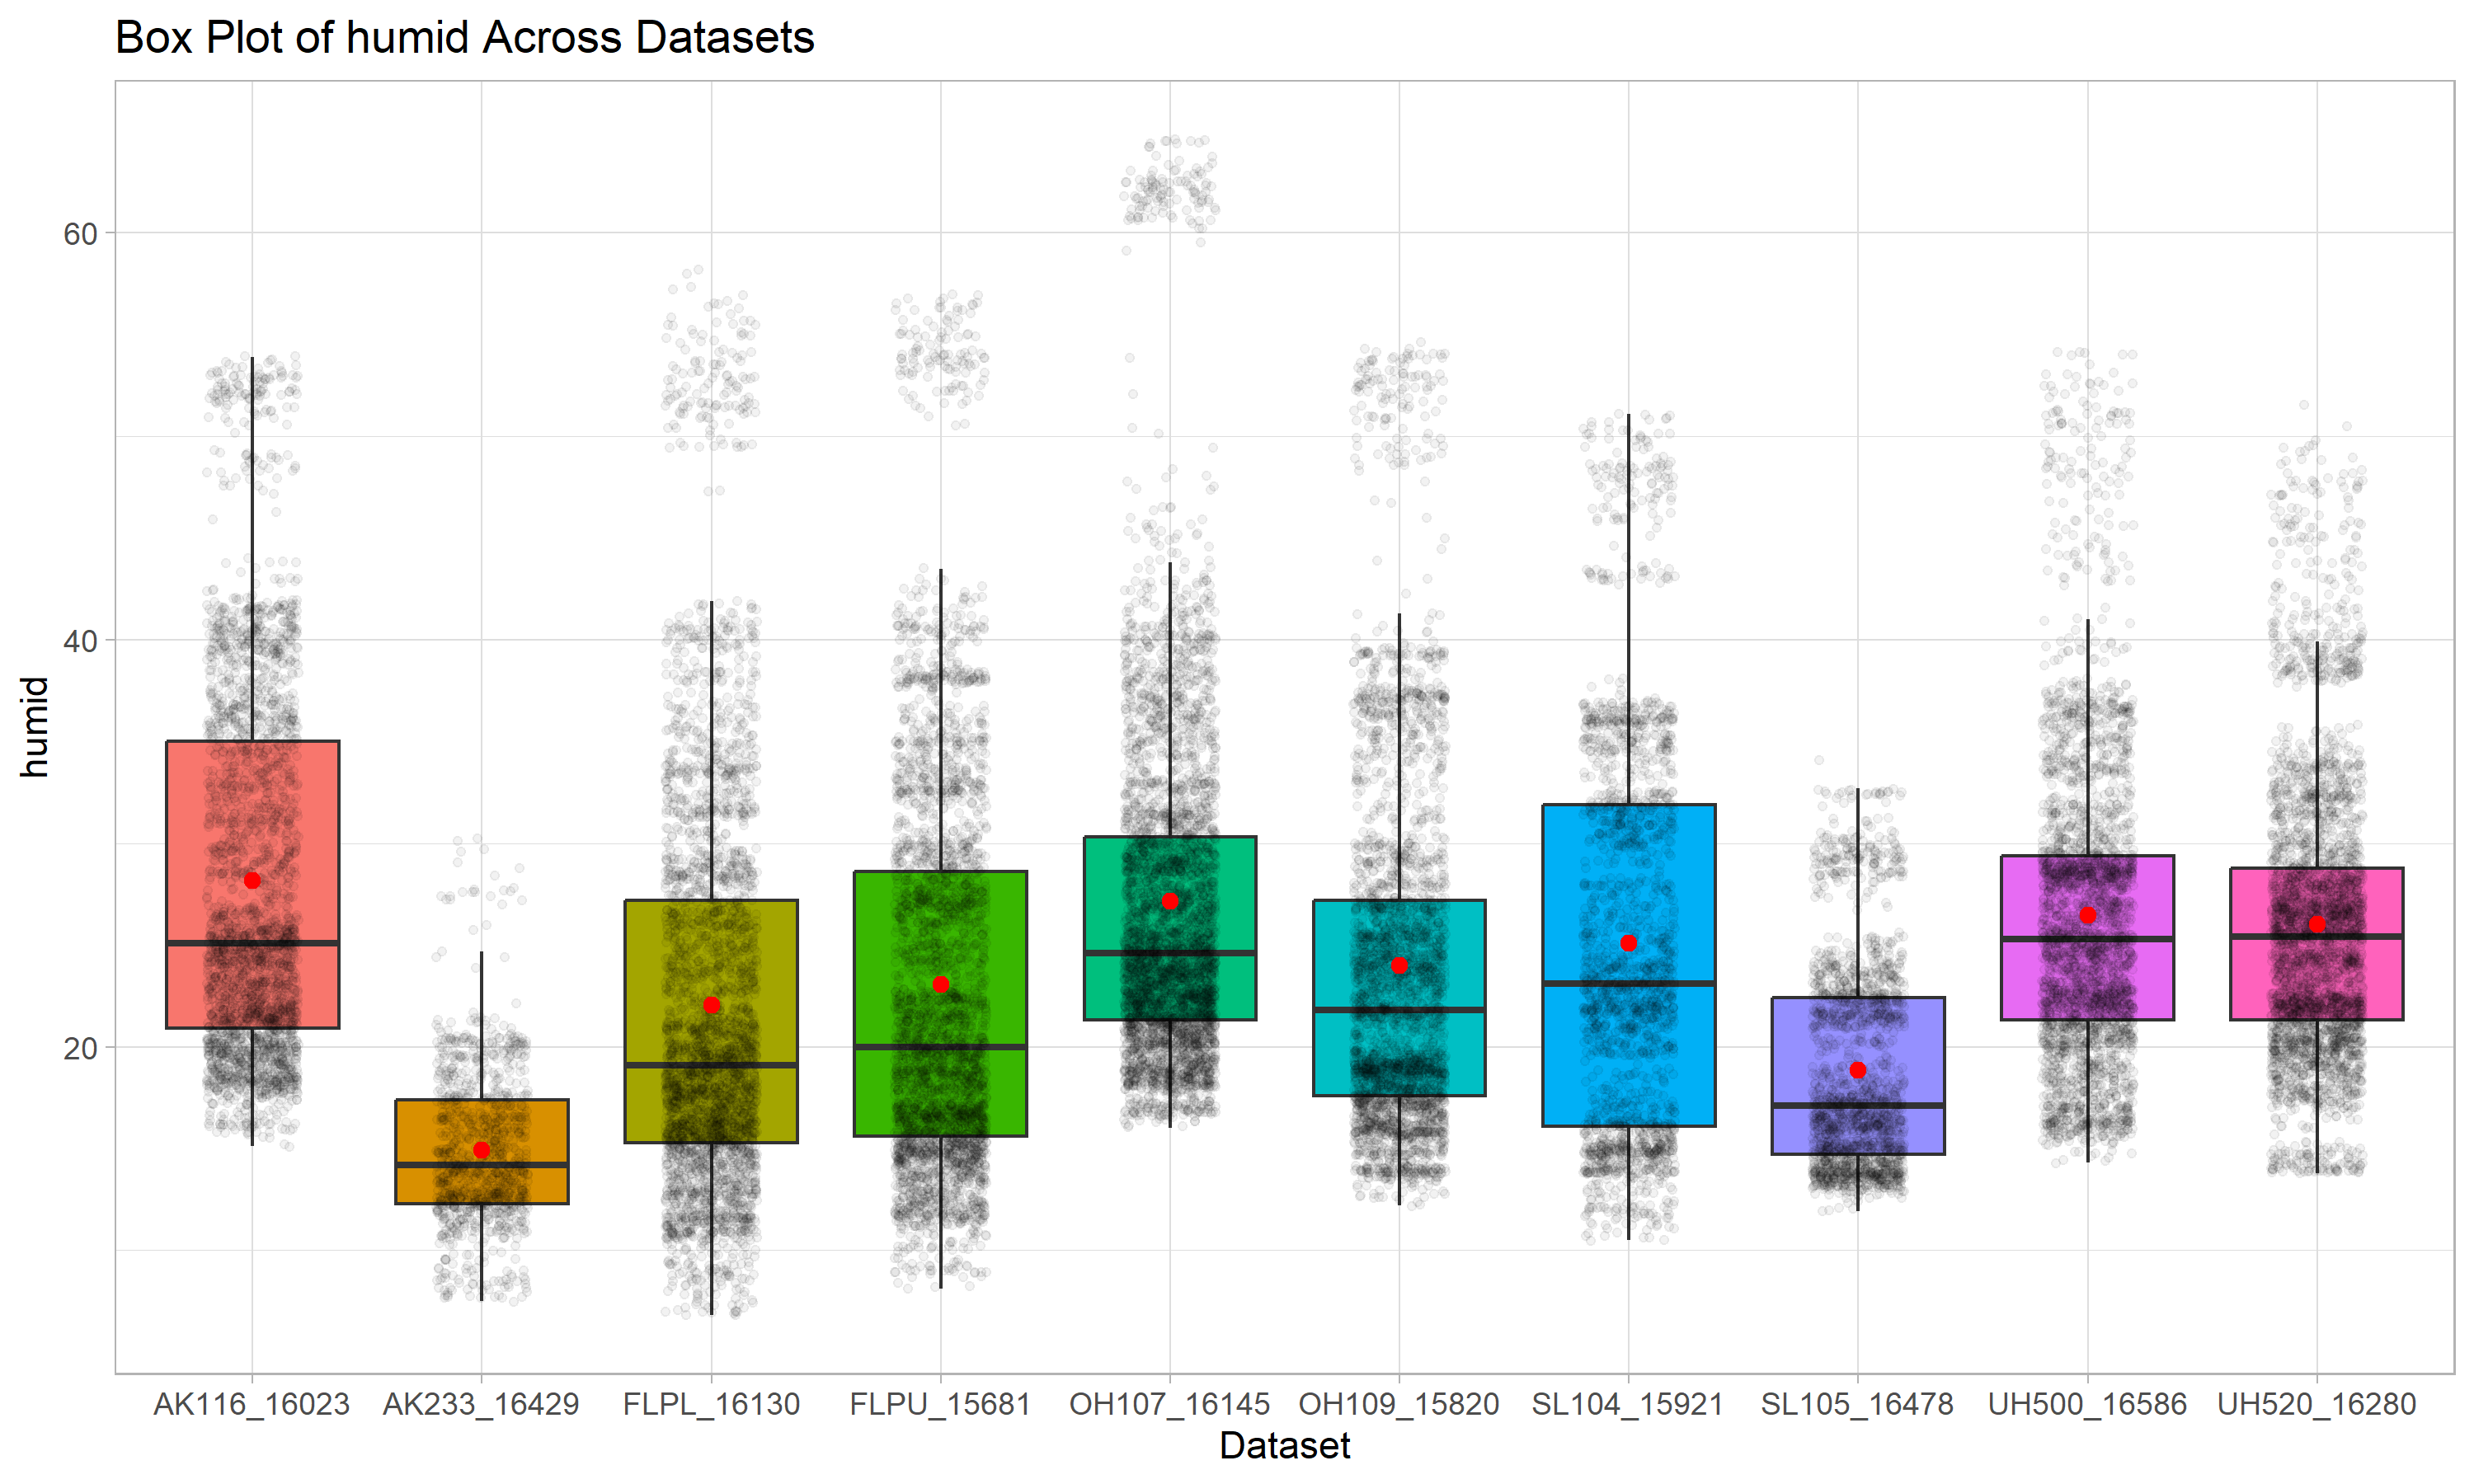 Box Plot of humid Across Datasets
humid
60
40
20
AK116_16023 AK233_16429 FLPL_16130 FLPU_15681 OH107_16145 OH109_15820 SL104_15921 SL105_16478 UH500_16586 UH520_16280
Dataset